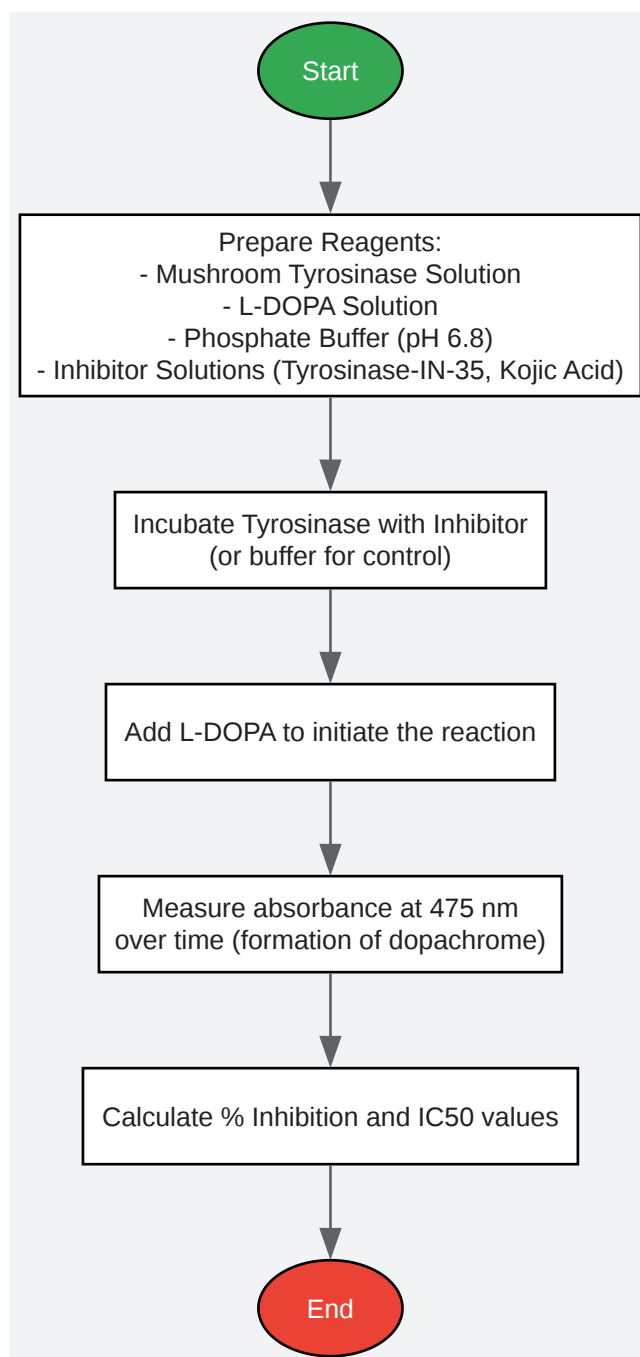 Start
Prepare Reagents:
- Mushroom Tyrosinase Solution
- L-DOPA Solution
- Phosphate Buffer (pH 6.8)
- Inhibitor Solutions (Tyrosinase-IN-35, Kojic Acid)
Incubate Tyrosinase with Inhibitor
(or buffer for control)
Add L-DOPA to initiate the reaction
Measure absorbance at 475 nm
over time (formation of dopachrome)
Calculate % Inhibition and IC50 values
End